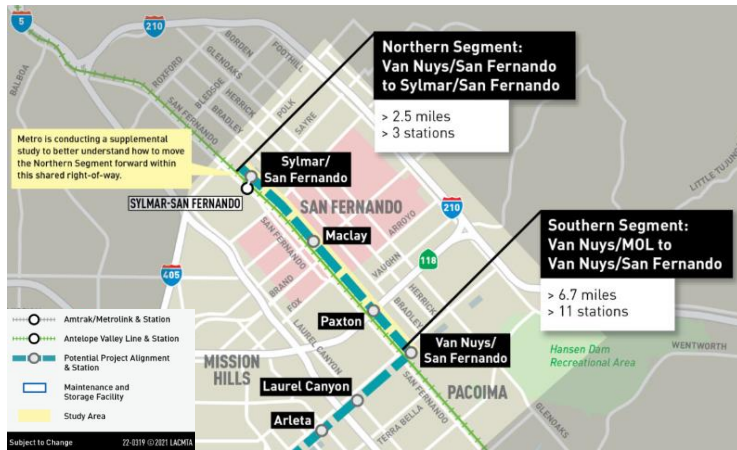 5
210
BALBOA
ROXFORD
GLENOAKS
BORDEN
FOOTHILL
BLEDSOE
HERRICK
BRADLEY
POLK
SAYRE
SAN FERNANDO
Northern Segment:
Van Nuys/San Fernando
to Sylmar/San Fernando
> 2.5 miles
> 3 stations
Metro is conducting a supplemental
study to better understand how to move
the Northern Segment forward within
this shared right-of-way.
Sylmar/
San Fernando
SYLMAR-SAN FERNANDO
SAN FERNANDO
SAN FERNANDO
Maclay
ARROYO
210
LITTLE TUJUNGA
405
118
BRAND
FOX
VAUGHN
HERRICK
BRADLEY
LAUREL CANYON
Paxton
Southern Segment:
Van Nuys/MOL to
Van Nuys/San Fernando
> 6.7 miles
> 11 stations
Van Nuys/
San Fernando
MISSION
HILLS
Laurel Canyon
Arleta
SAN FERNANDO
PACOIMA
TERRA BELLA
Hansen Dam
Recreational Area
WENTWORTH
GLENOAKS
Amtrak/Metrolink & Station
Antelope Valley Line & Station
Potential Project Alignment
& Station
Maintenance and
Storage Facility
Study Area
Subject to Change
22-0319 © 2021 LACMTA